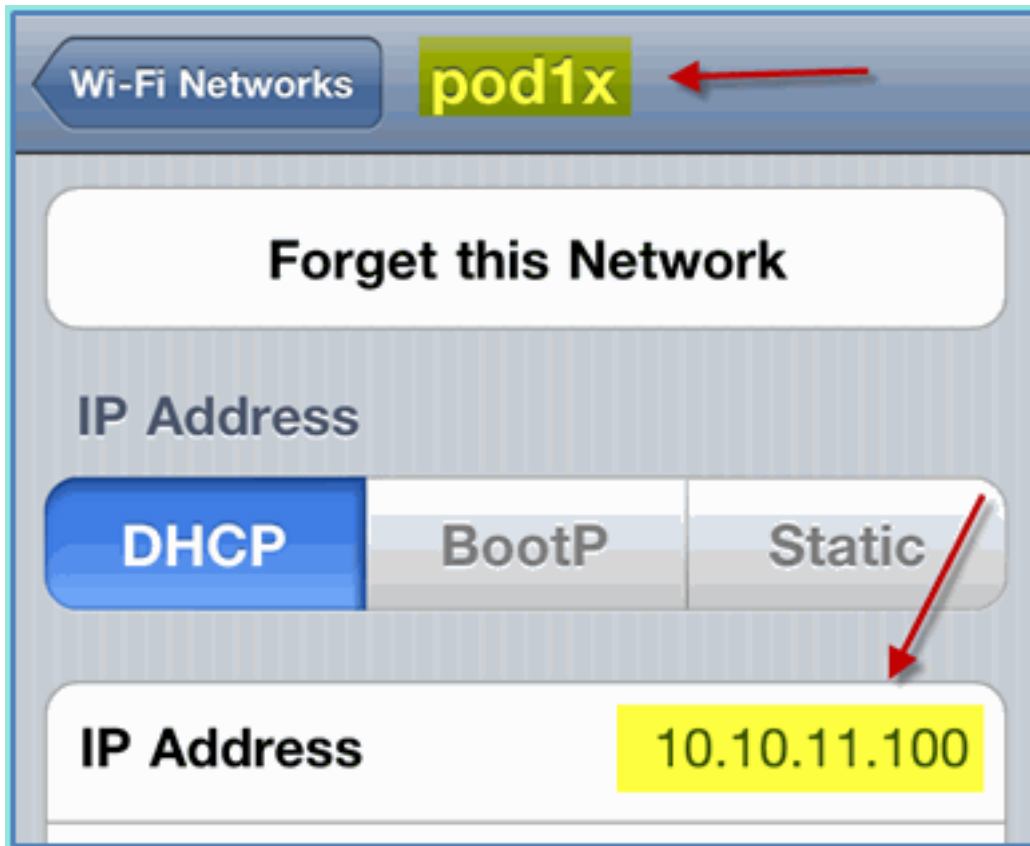 Wi-Fi Networks pod1x
Forget this Network
IP Address
DHCP BootP Static
IP Address 10.10.11.100